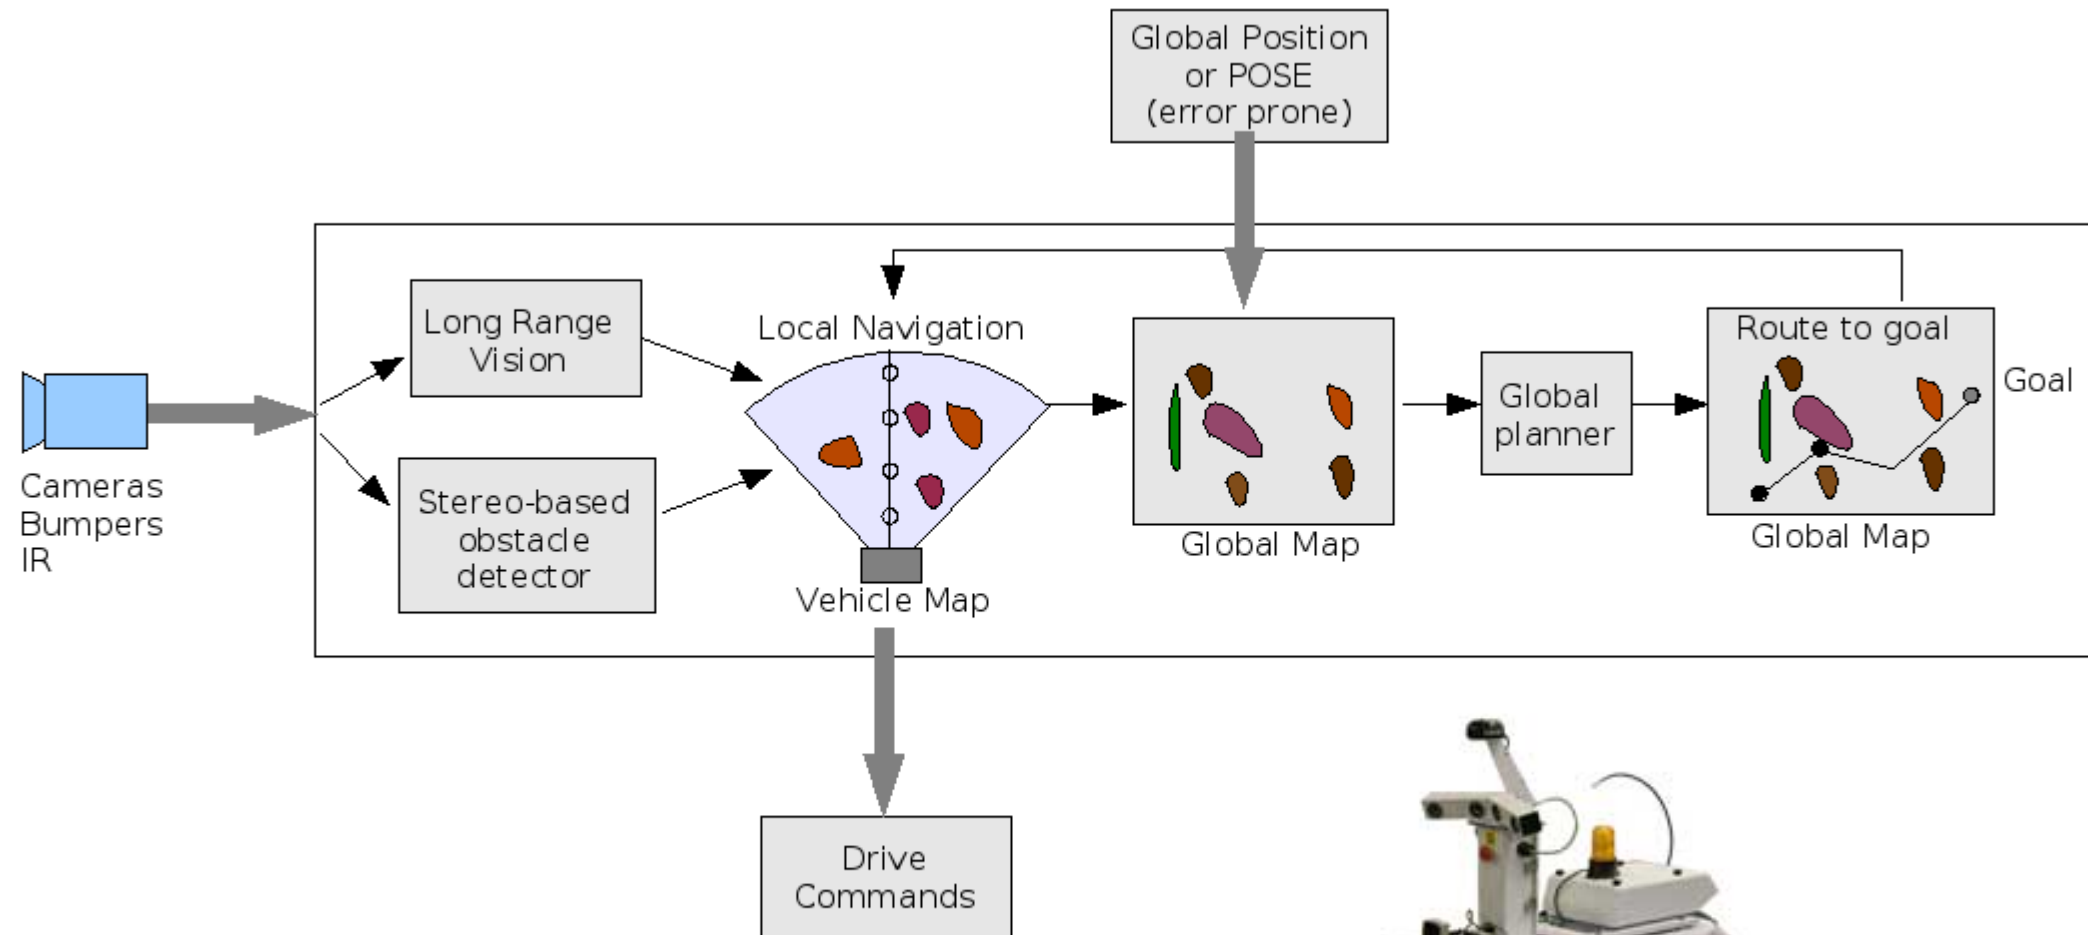 Global Position
or POSE
(error prone)
Long Range
Vision
Local Navigation
Route to goal
Goal
Global
planner
Cameras
Bumpers
IR
Stereo-based
obstacle
detector
Global Map
Global Map
Vehicle Map
Drive
Commands